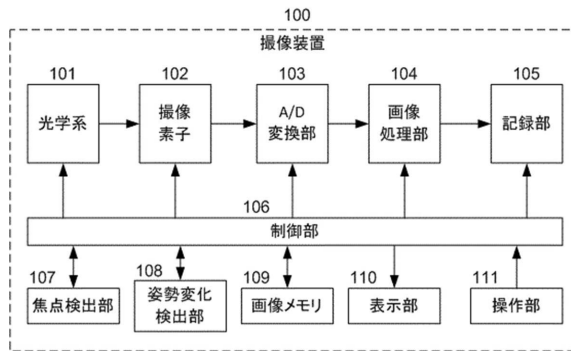 100
撮像装置
101
102
103
104
105
光学系
撮像
素子
A/D
変換部
画像
処理部
記録部
106
制御部
107
108
109
110
111
焦点検出部
姿勢変化
検出部
画像メモリ
表示部
操作部